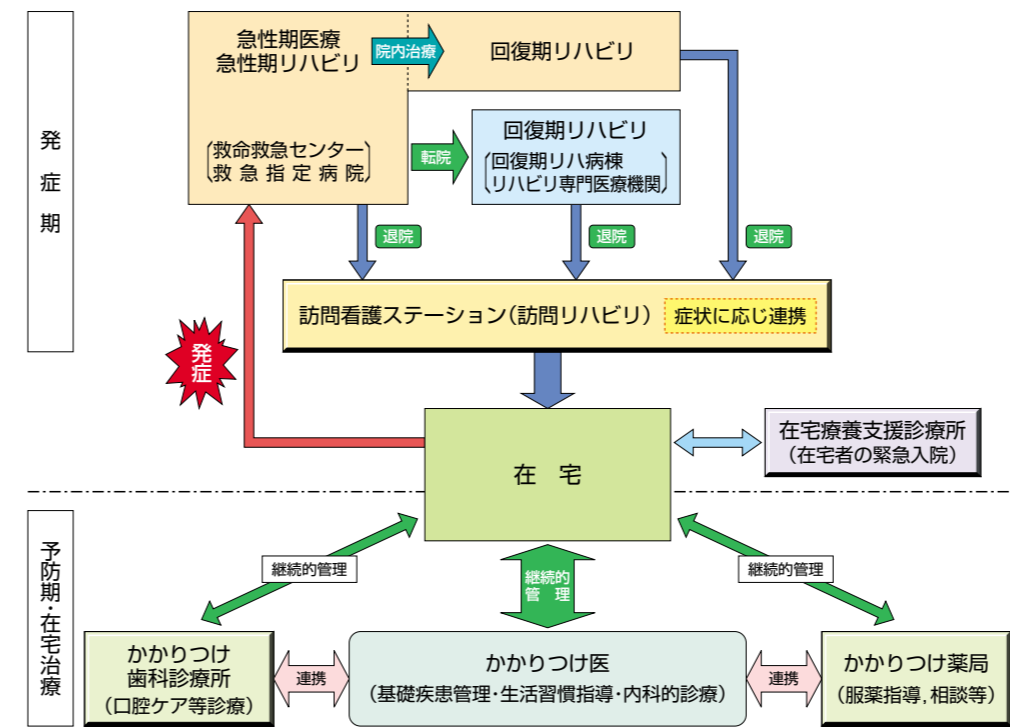 発症期
急性期医療
急性期リハビリ
院内治療
回復期リハビリ
(救命救急センター
救急指定病院)
転院
回復期リハビリ
(回復期リハ病棟
リハビリ専門医療機関)
退院
退院
退院
訪問看護ステーション(訪問リハビリ)
症状に応じ連携
発症
在宅
在宅療養支援診療所
(在宅者の緊急入院)
予防期・在宅治療
継続的管理
継続的
管理
継続的管理
かかりつけ
歯科診療所
(口腔ケア等診療)
連携
かかりつけ医
(基礎疾患管理・生活習慣指導・内科的診療)
連携
かかりつけ薬局
(服薬指導,相談等)